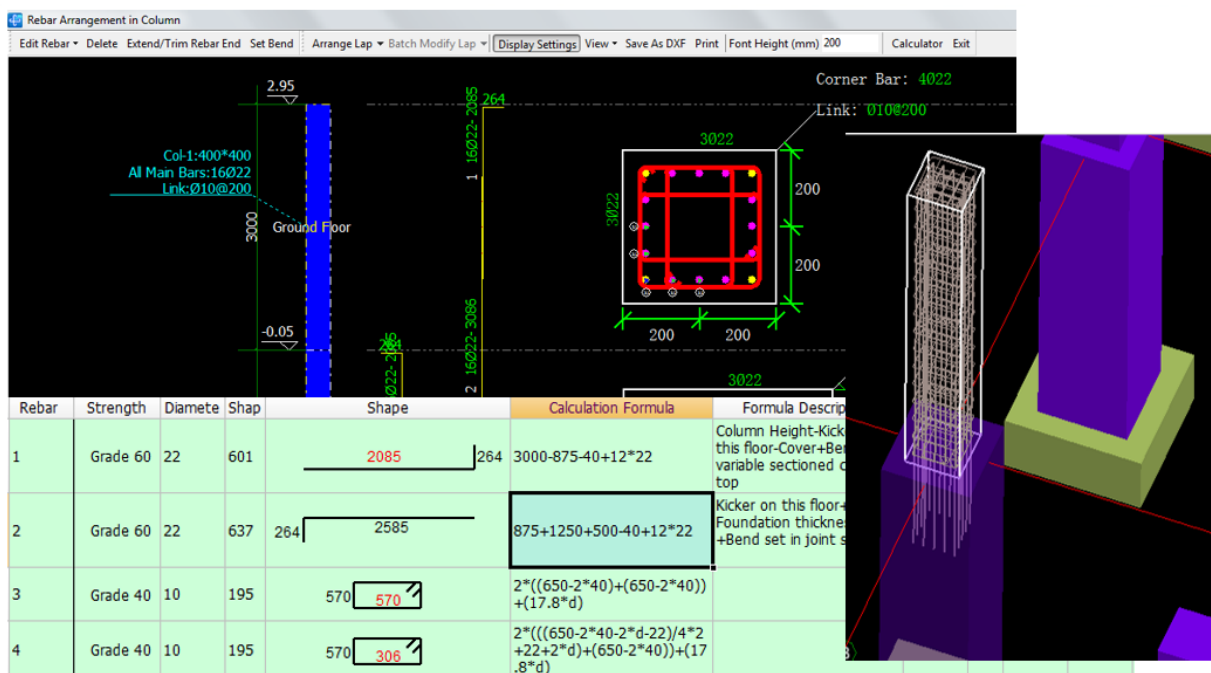 Rebar Arrangement in Column
Edit Rebar Delete Extend/Trim Rebar End Set Bend Arrange Lap Batch Modify Lap Display Settings View Save As DXF Print Font Height (mm) 200 Calculator Exit
Corner Bar: 4Ø22
Link: Ø10@200
2.95
264
1 16Ø22- 2085
3Ø22
Col-1:400*400
All Main Bars:16Ø22
Link:Ø10@200
200
3Ø22
3000
Ground Floor
200
-0.05
2 16Ø22- 3086
200 200
3Ø22
Rebar Strength Diamete Shap Shape Calculation Formula Formula Descrip
1 Grade 60 22 601 2085 264 3000-875-40+12*22
Column Height-Kick
this floor-Cover+Be
variable sectioned
top
2 Grade 60 22 637 264 2585 875+1250+500-40+12*22
Kicker on this floor+
Foundation thickne
+Bend set in joint s
3 Grade 40 10 195 570 570 2*((650-2*40)+(650-2*40))
+(17.8*d)
4 Grade 40 10 195 570 306 2*(((650-2*40-2*d-22)/4*2
+22+2*d)+(650-2*40))+(17
.8*d)